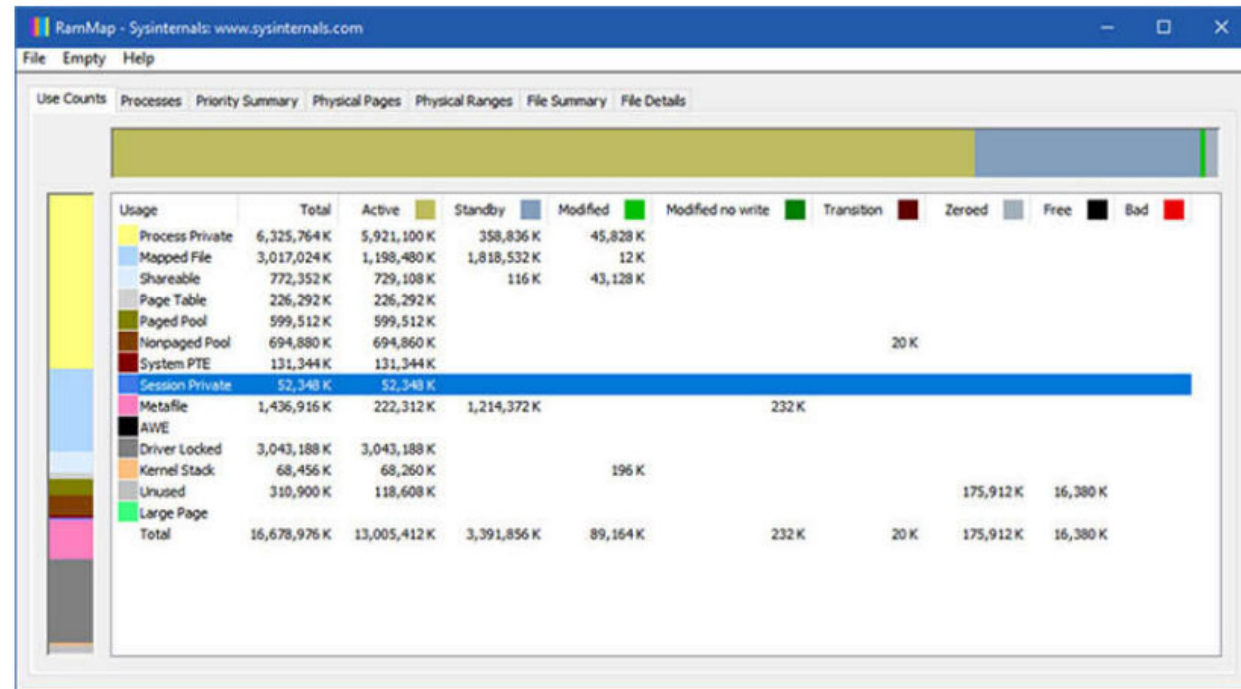 RamMap - Sysinternals: www.sysinternals.com
File Empty Help
Use Counts Processes Priority Summary Physical Pages Physical Ranges File Summary File Details
Usage Total Active Standby Modified Modified no write Transition Zeroed Free Bad
Process Private 6,325,764 K 5,921,100 K 358,836 K 45,828 K
Mapped File 3,017,024 K 1,198,480 K 1,818,532 K 12 K
Shareable 772,352 K 729,108 K 116 K 43,128 K
Page Table 226,292 K 226,292 K
Paged Pool 599,512 K 599,512 K
Nonpaged Pool 694,880 K 694,860 K 20 K
System PTE 131,344 K 131,344 K
Session Private 52,348 K 52,348 K
Metafile 1,436,916 K 222,312 K 1,214,372 K 232 K
AWE
Driver Locked 3,043,188 K 3,043,188 K
Kernel Stack 68,456 K 68,260 K 196 K
Unused 310,900 K 118,608 K 175,912 K 16,380 K
Large Page
Total 16,678,976 K 13,005,412 K 3,391,856 K 89,164 K 232 K 20 K 175,912 K 16,380 K